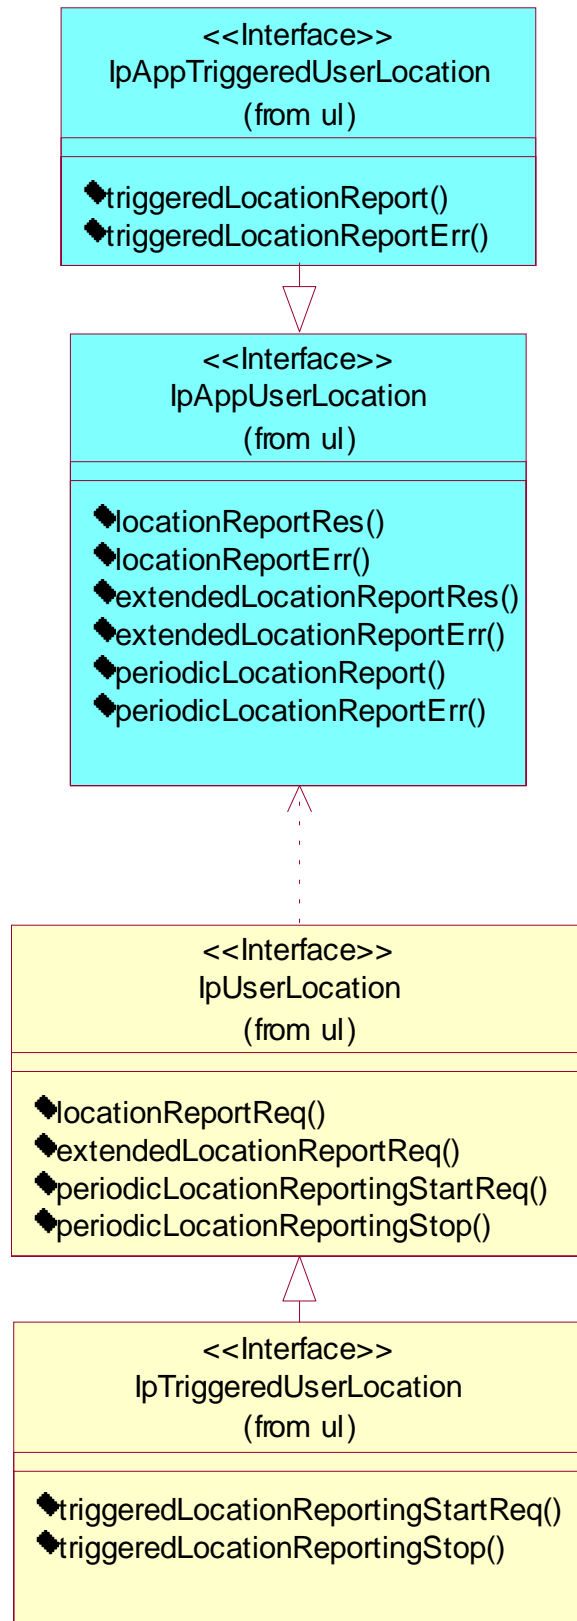 <<Interface>>
IpAppTriggeredUserLocation
(from ul)
triggeredLocationReport()
triggeredLocationReportErr()
<<Interface>>
IpAppUserLocation
(from ul)
locationReportRes()
locationReportErr()
extendedLocationReportRes()
extendedLocationReportErr()
periodicLocationReport()
periodicLocationReportErr()
<<Interface>>
IpUserLocation
(from ul)
locationReportReq()
extendedLocationReportReq()
periodicLocationReportingStartReq()
periodicLocationReportingStop()
<<Interface>>
IpTriggeredUserLocation
(from ul)
triggeredLocationReportingStartReq()
triggeredLocationReportingStop()